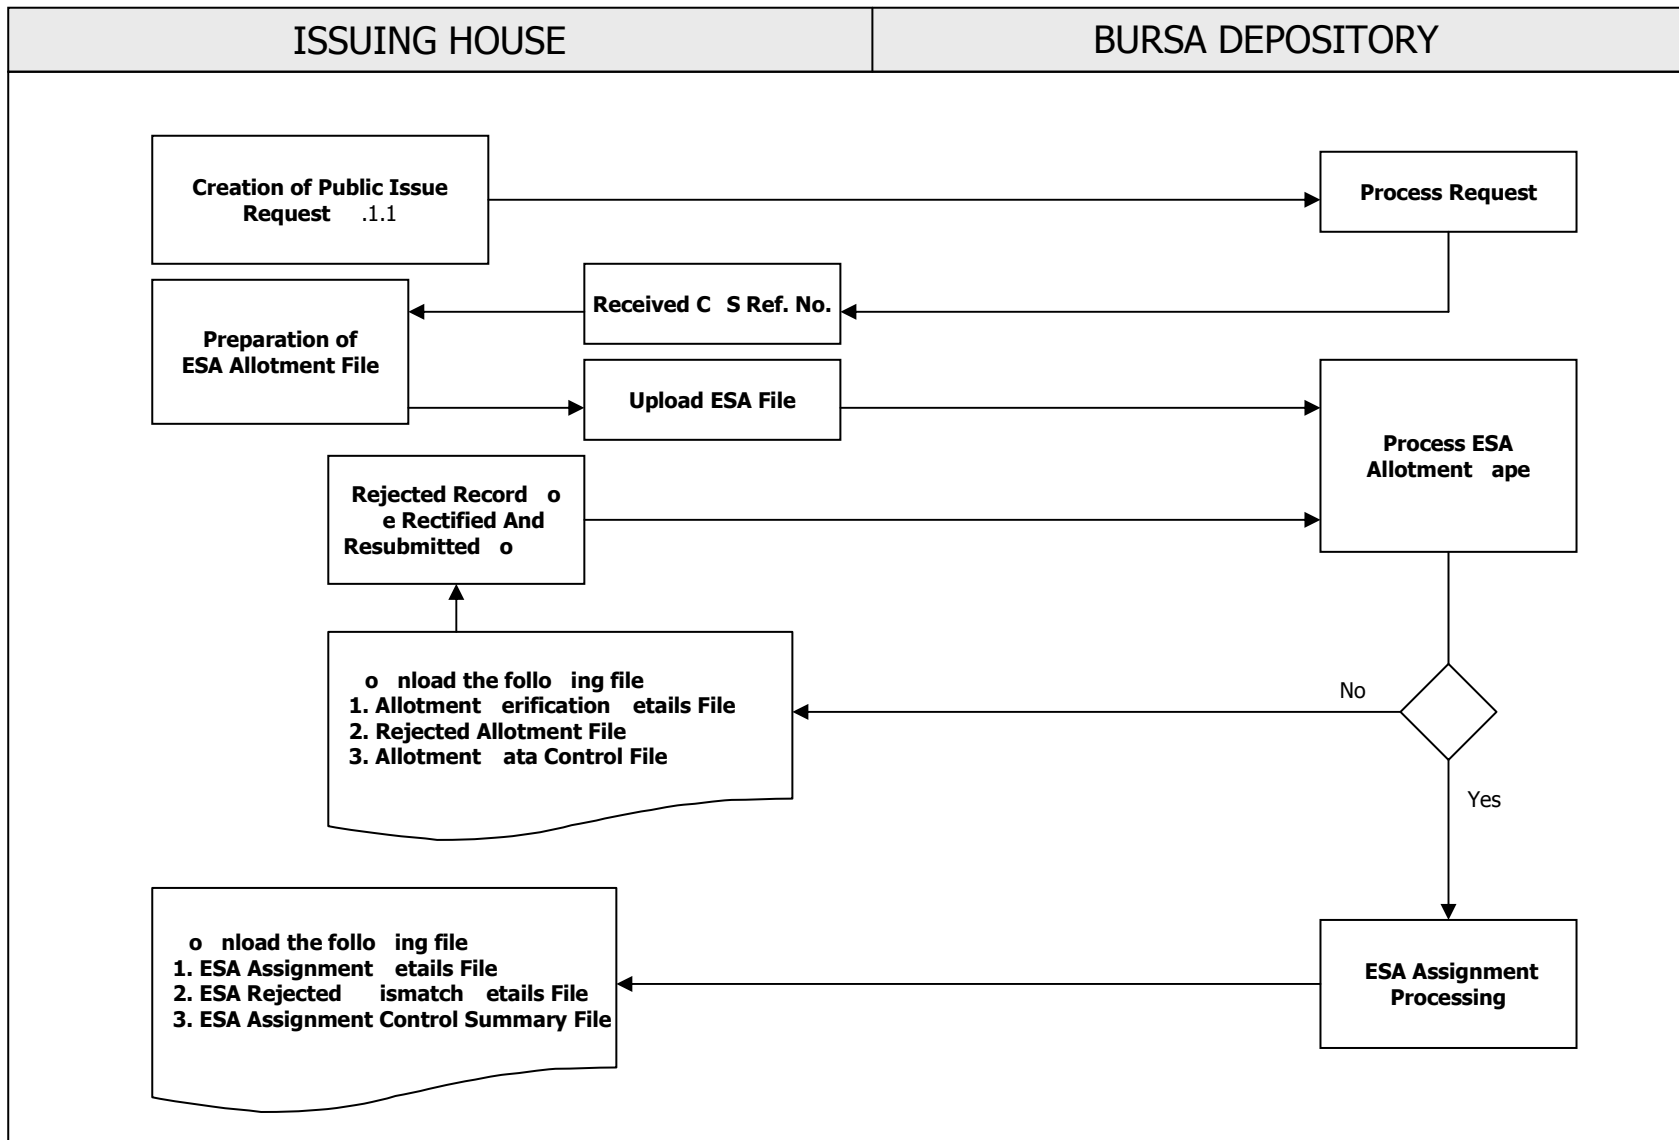 ISSUING HOUSE
BURSA DEPOSITORY
Creation of Public Issue
Request .1.1
Process Request
Received C S Ref. No.
Preparation of
ESA Allotment File
Upload ESA File
Process ESA
Allotment ape
Rejected Record o
e Rectified And
Resubmitted o
o nload the follo ing file
1. Allotment erification etails File
2. Rejected Allotment File
3. Allotment ata Control File
No
Yes
o nload the follo ing file
1. ESA Assignment etails File
2. ESA Rejected ismatch etails File
3. ESA Assignment Control Summary File
ESA Assignment
Processing